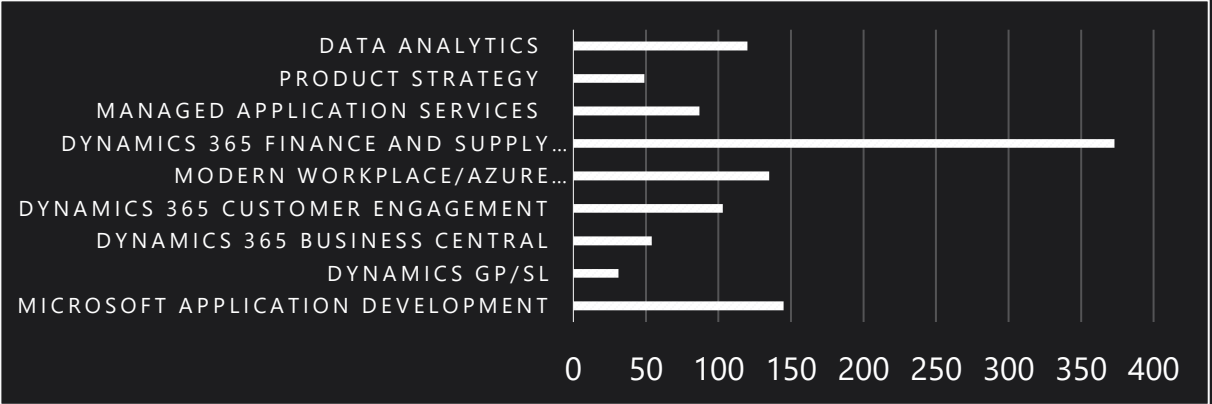 DATA ANALYTICS
PRODUCT STRATEGY
MANAGED APPLICATION SERVICES
DYNAMICS 365 FINANCE AND SUPPLY…
MODERN WORKPLACE/AZURE…
DYNAMICS 365 CUSTOMER ENGAGEMENT
DYNAMICS 365 BUSINESS CENTRAL
DYNAMICS GP/SL
MICROSOFT APPLICATION DEVELOPMENT
0 50 100 150 200 250 300 350 400